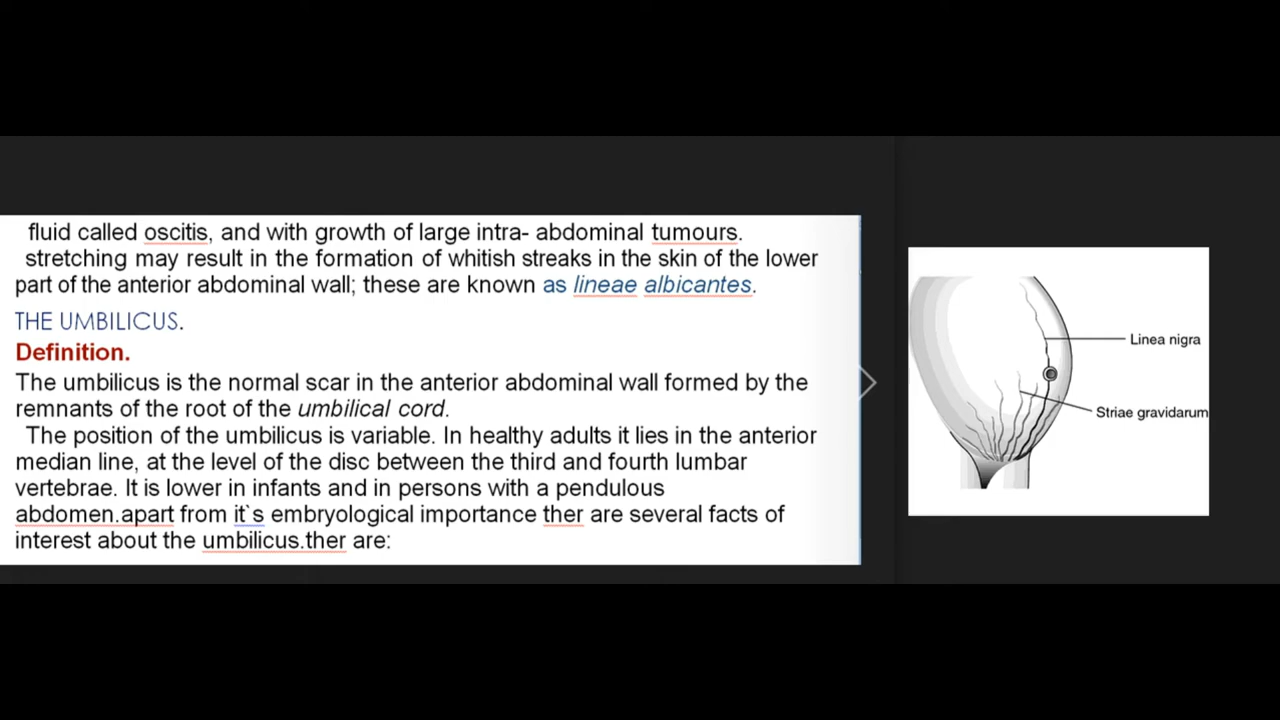 fluid called oscitis, and with growth of large intra- abdominal tumours.
stretching may result in the formation of whitish streaks in the skin of the lower
part of the anterior abdominal wall; these are known as lineae albicantes.
THE UMBILICUS.
Definition.
The umbilicus is the normal scar in the anterior abdominal wall formed by the
remnants of the root of the umbilical cord.
The position of the umbilicus is variable. In healthy adults it lies in the anterior
median line, at the level of the disc between the third and fourth lumbar
vertebrae. It is lower in infants and in persons with a pendulous
abdomen.apart from it`s embryological importance ther are several facts of
interest about the umbilicus.ther are:
Linea nigra
Striae gravidarum